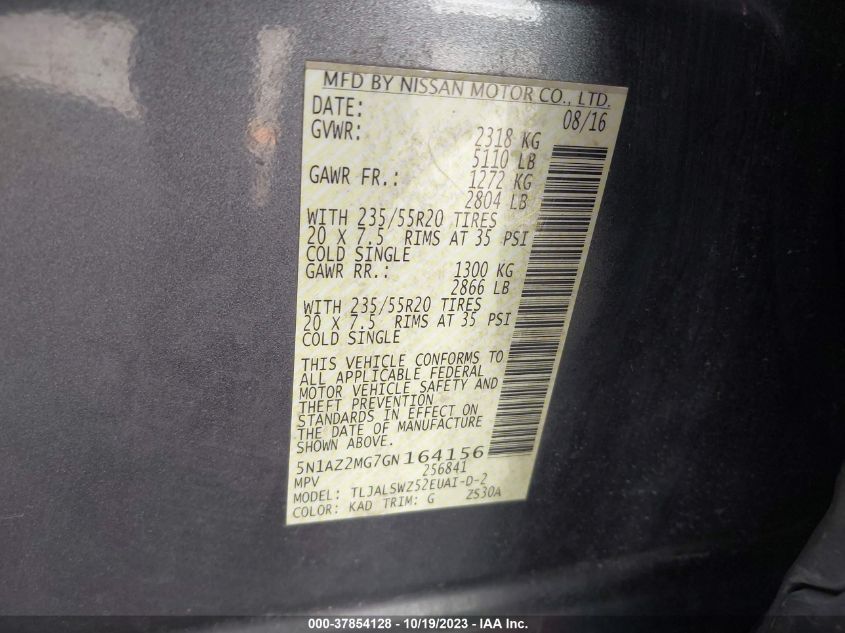 MFD BY NISSAN MOTOR CO., LTD.
DATE: 08/16
GVWR: 2318 KG
5110 LB
GAWR FR.: 1272 KG
2804 LB
WITH 235/55R20 TIRES
20 X 7.5 RIMS AT 35 PSI
COLD SINGLE
GAWR RR.: 1300 KG
2866 LB
WITH 235/55R20 TIRES
20 X 7.5 RIMS AT 35 PSI
COLD SINGLE
THIS VEHICLE CONFORMS TO
ALL APPLICABLE FEDERAL
MOTOR VEHICLE SAFETY AND
THEFT PREVENTION
STANDARDS IN EFFECT ON
THE DATE OF MANUFACTURE
SHOWN ABOVE.
5N1AZ2MG7GN164156
MPV 256841
MODEL: TLJALSWZ52EUAI-D-2
COLOR: KAD TRIM: G ZS30A
000-37854128 - 10/19/2023 - IAA Inc.